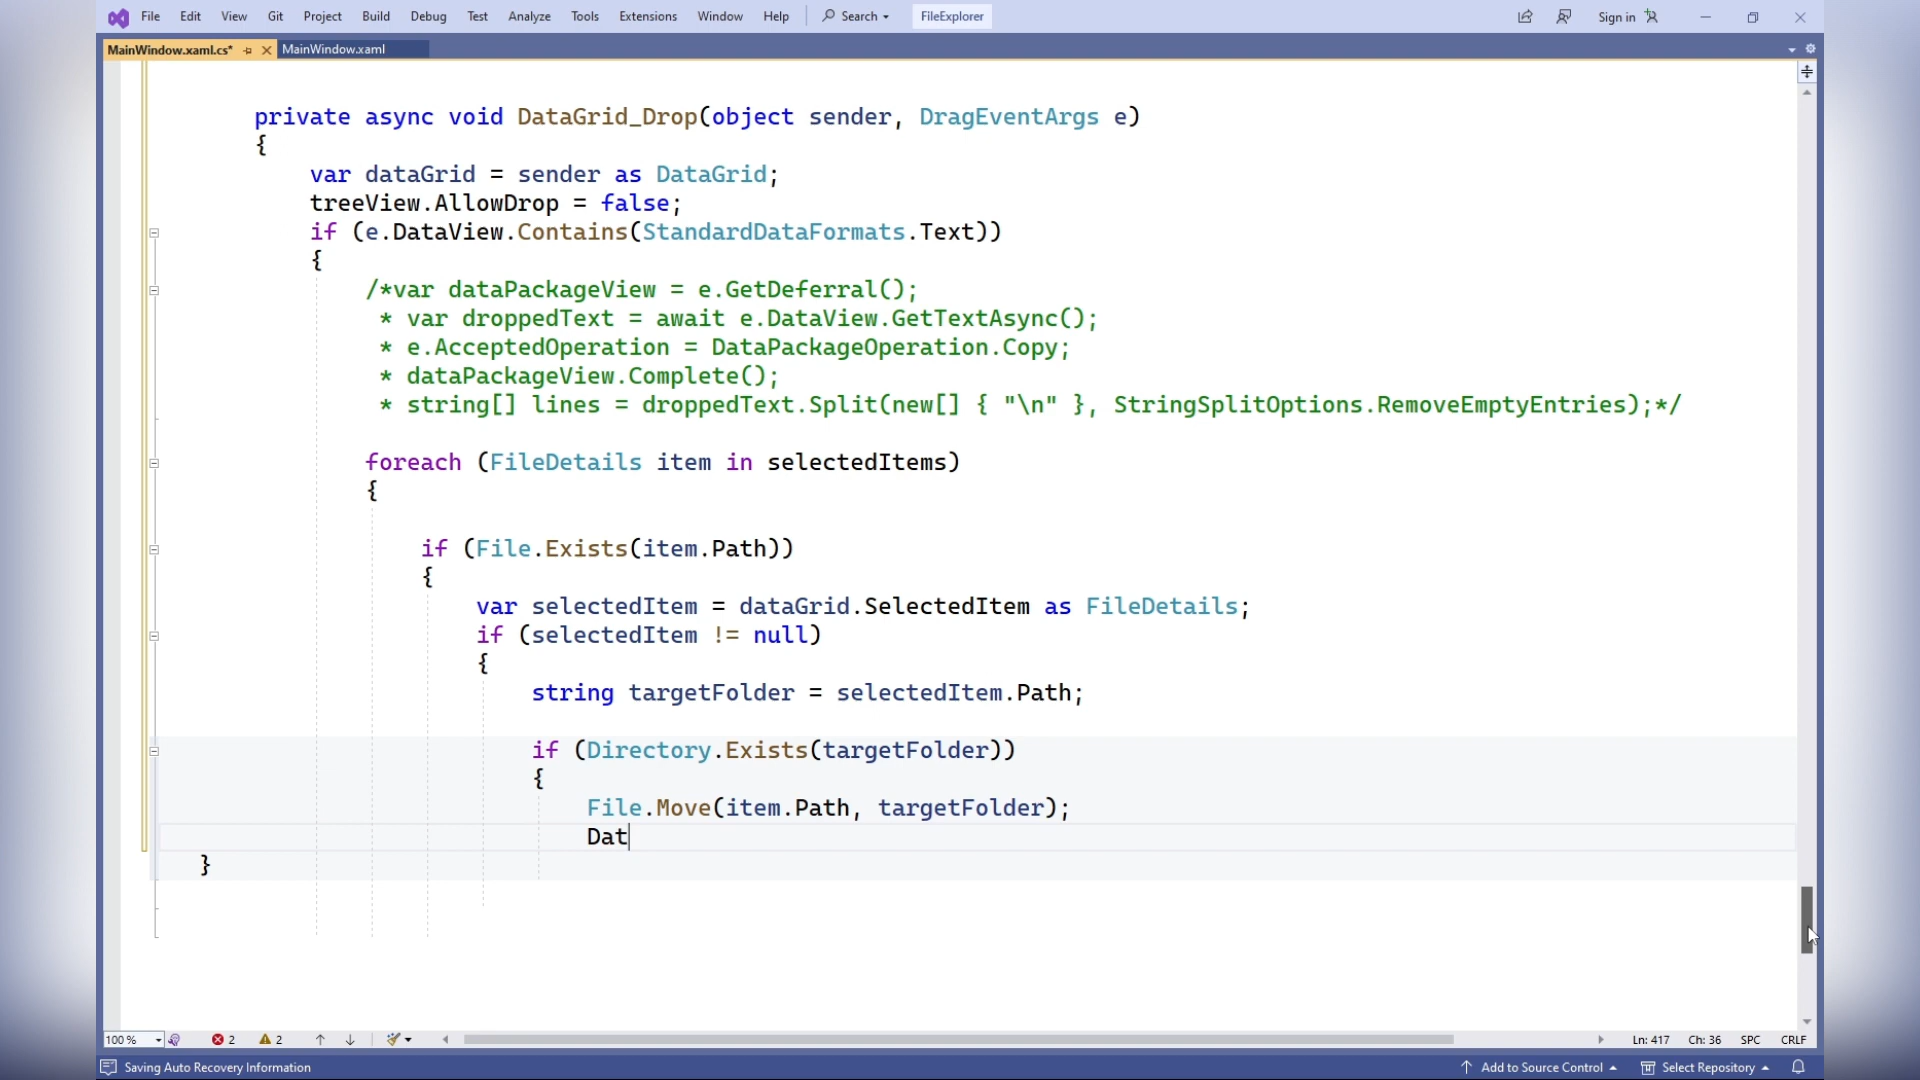 File Edit View Git Project Build Debug Test Analyze Tools Extensions Window Help Search FileExplorer Sign in
MainWindow.xaml.cs* MainWindow.xaml
private async void DataGrid_Drop(object sender, DragEventArgs e)
{
var dataGrid = sender as DataGrid;
treeView.AllowDrop = false;
if (e.DataView.Contains(StandardDataFormats.Text))
{
/*var dataPackageView = e.GetDeferral();
* var droppedText = await e.DataView.GetTextAsync();
* e.AcceptedOperation = DataPackageOperation.Copy;
* dataPackageView.Complete();
* string[] lines = droppedText.Split(new[] { "\n" }, StringSplitOptions.RemoveEmptyEntries);*/
foreach (FileDetails item in selectedItems)
{
if (File.Exists(item.Path))
{
var selectedItem = dataGrid.SelectedItem as FileDetails;
if (selectedItem != null)
{
string targetFolder = selectedItem.Path;
if (Directory.Exists(targetFolder))
{
File.Move(item.Path, targetFolder);
Dat
}
100 % 2 2 Ln: 417 Ch: 36 SPC CRLF
Saving Auto Recovery Information Add to Source Control Select Repository